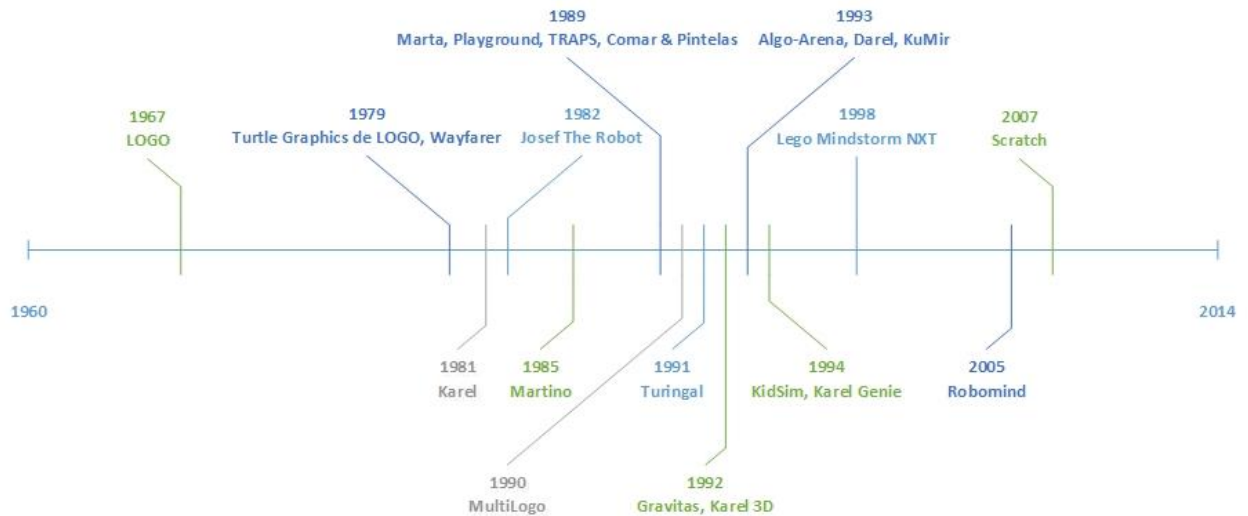 1989
Marta, Playground, TRAPS, Comar & Pintelas
1993
Algo-Arena, Darel, KuMir
1967
LOGO
1979
Turtle Graphics de LOGO, Wayfarer
1982
Josef The Robot
1998
Lego Mindstorm NXT
2007
Scratch
1960
2014
1981
Karel
1985
Martino
1991
Turingal
1994
KidSim, Karel Genie
2005
Robomind
1990
MultiLogo
1992
Gravitas, Karel 3D